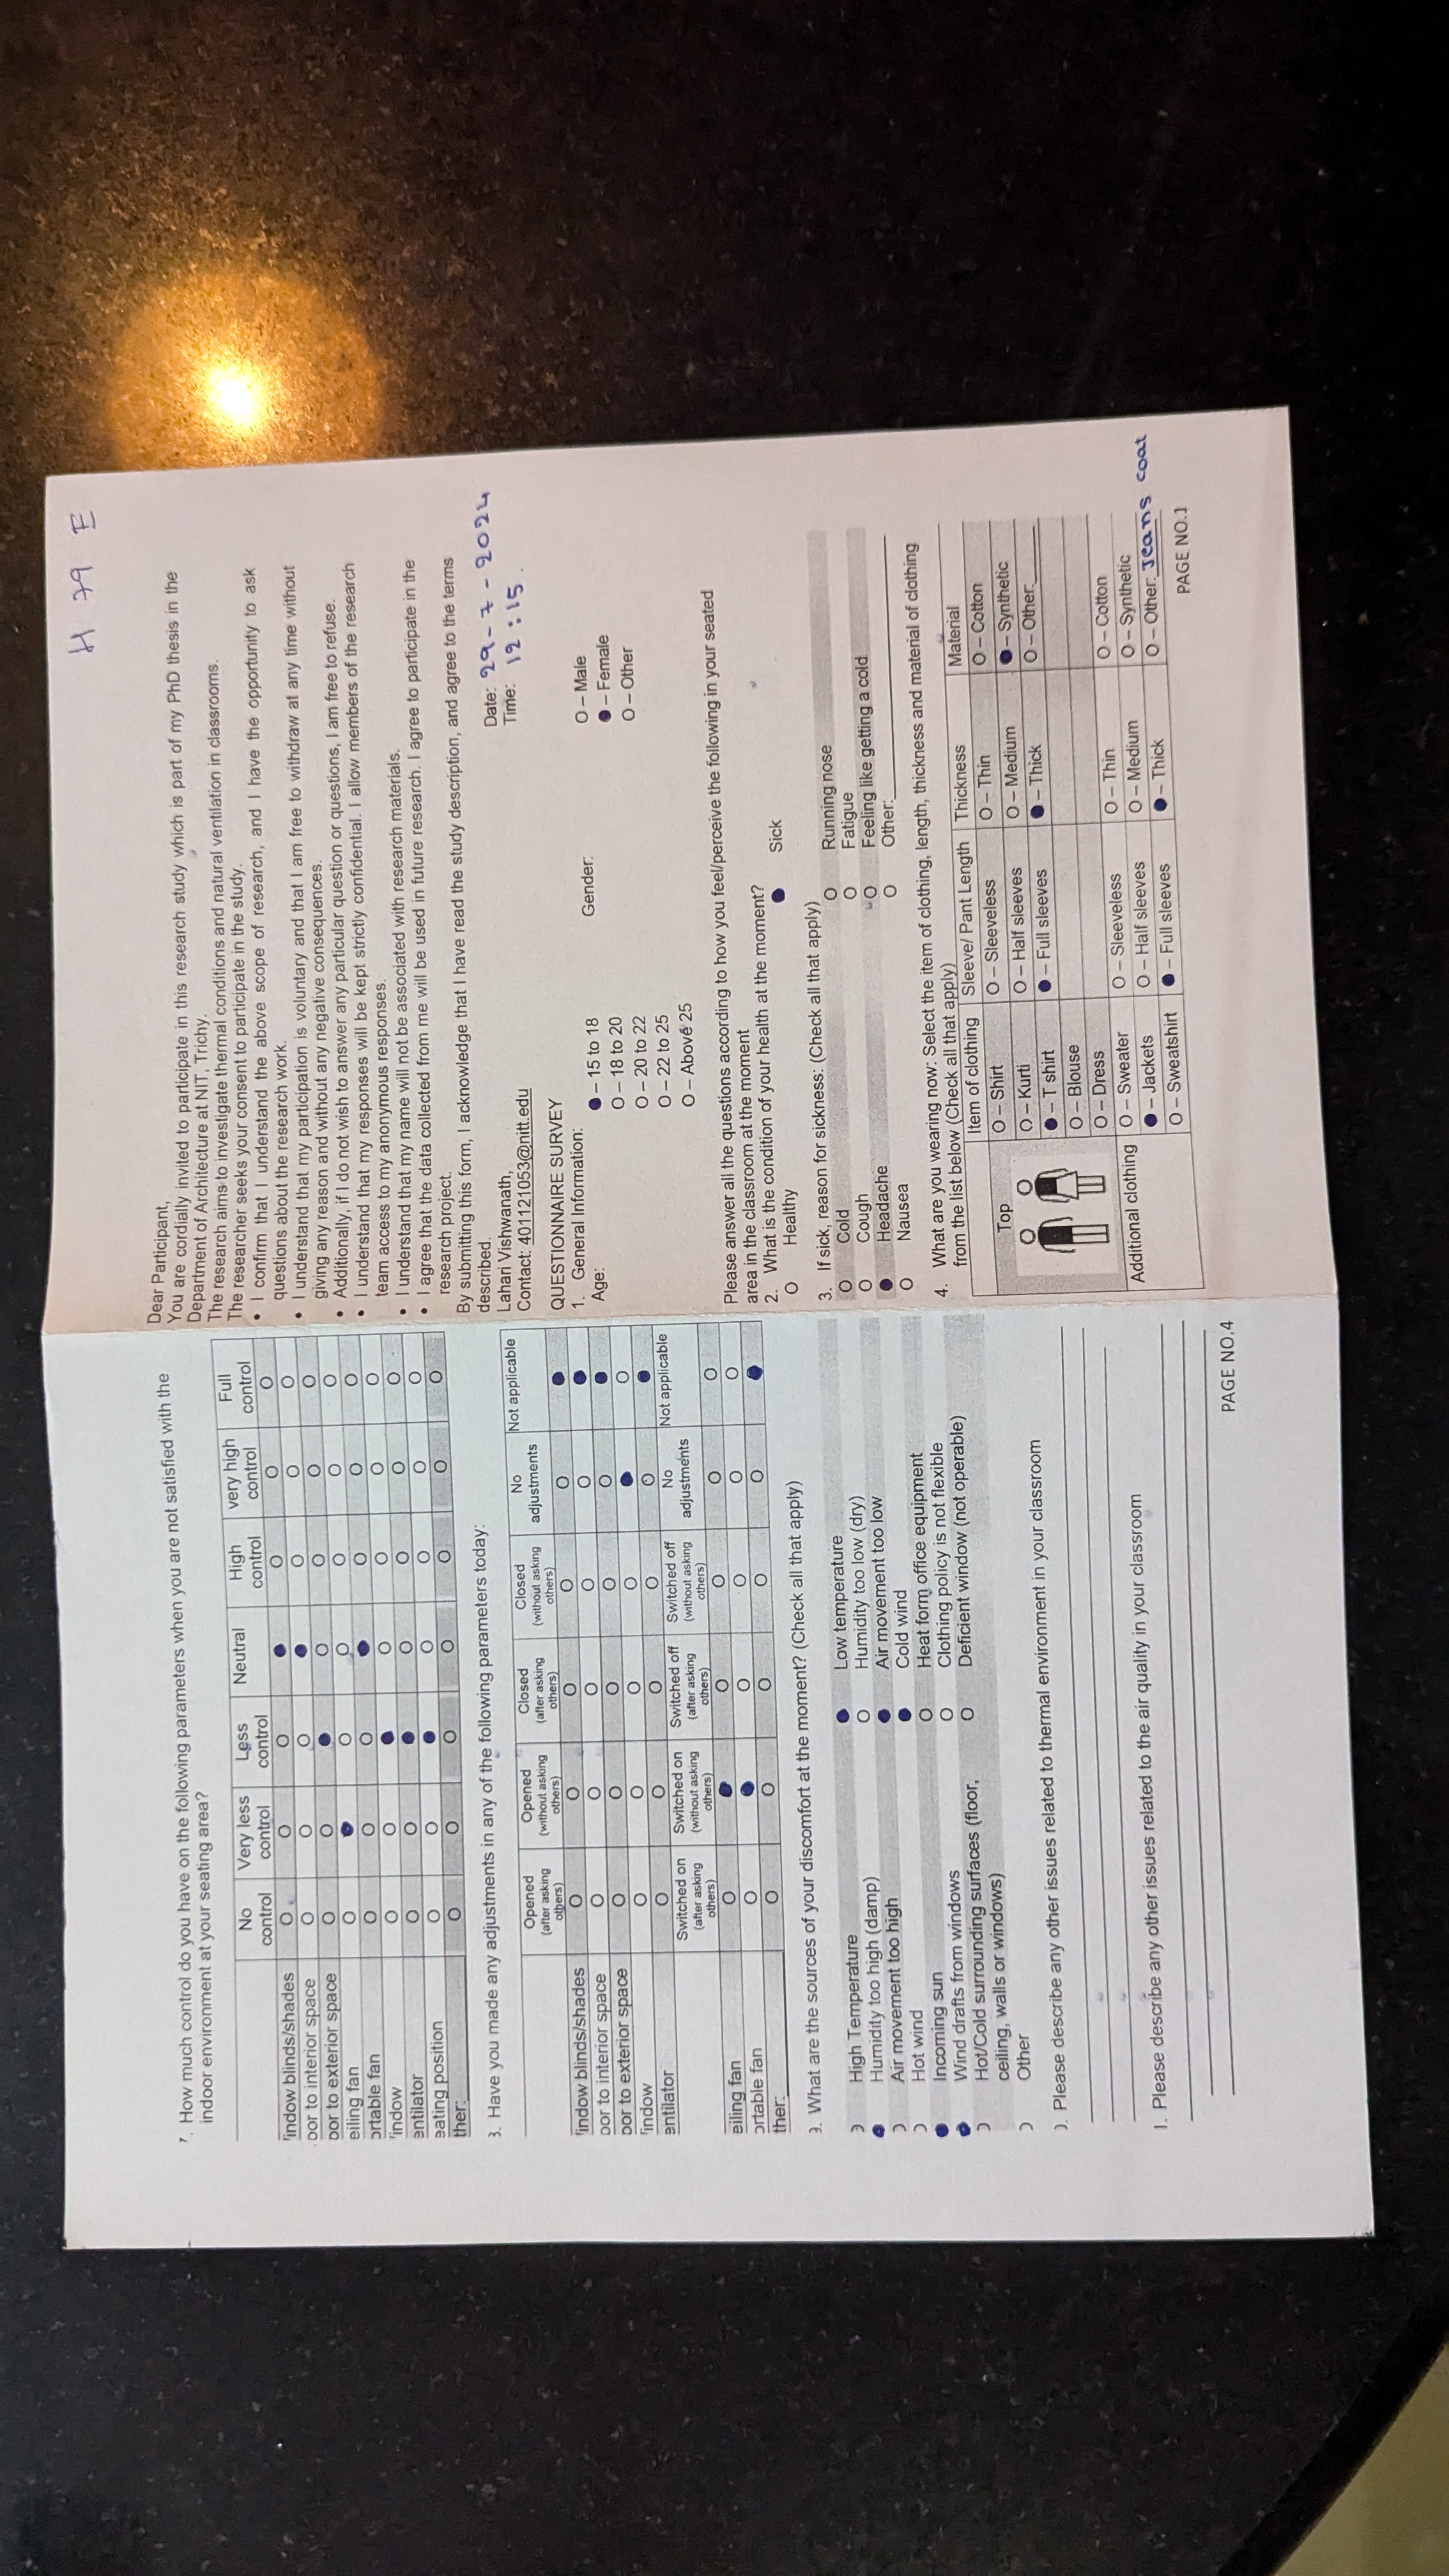 7. How much control do you have on the following parameters when you are not satisfied with the
indoor environment at your seating area?
No control Very less control Less control Neutral High control very high control Full control
indow blinds/shades O O O ● O O O
oor to interior space O O O ● O O O
oor to exterior space O O ● O O O O
eiling fan O ● O O O O O
ortable fan O O O ● O O O
indow O O ● O O O O
entilator O O ● O O O O
eating position O O ● O O O O
ther: O O O O O O O
3. Have you made any adjustments in any of the following parameters today:
Opened (after asking others) Opened (without asking others) Closed (after asking others) Closed (without asking others) No adjustments Not applicable
indow blinds/shades O O O O O ●
oor to interior space O O O O O ●
oor to exterior space O O O O O ●
indow O O O O ● O
entilator O O O O O ●
Switched on (after asking others) Switched on (without asking others) Switched off (after asking others) Switched off (without asking others) No adjustments Not applicable
eiling fan O ● O O O O
ortable fan O ● O O O O
ther: O O O O O ●
9. What are the sources of your discomfort at the moment? (Check all that apply)
High Temperature ● Low temperature
● Humidity too high (damp) O Humidity too low (dry)
Air movement too high ● Air movement too low
Hot wind ● Cold wind
● Incoming sun O Heat form office equipment
● Wind drafts from windows O Clothing policy is not flexible
Hot/Cold surrounding surfaces (floor, O Deficient window (not operable)
ceiling, walls or windows)
Other
). Please describe any other issues related to thermal environment in your classroom
1. Please describe any other issues related to the air quality in your classroom
PAGE NO.4
H 79 E
Dear Participant,
You are cordially invited to participate in this research study which is part of my PhD thesis in the
Department of Architecture at NIT, Trichy.
The research aims to investigate thermal conditions and natural ventilation in classrooms.
The researcher seeks your consent to participate in the study.
• I confirm that I understand the above scope of research, and I have the opportunity to ask
questions about the research work.
• I understand that my participation is voluntary and that I am free to withdraw at any time without
giving any reason and without any negative consequences.
• Additionally, if I do not wish to answer any particular question or questions, I am free to refuse.
• I understand that my responses will be kept strictly confidential. I allow members of the research
team access to my anonymous responses.
• I understand that my name will not be associated with research materials.
• I agree that the data collected from me will be used in future research. I agree to participate in the
research project.
By submitting this form, I acknowledge that I have read the study description, and agree to the terms
described.
Lahari Vishwanath, Date: 29-7-2024
Contact: 401121053@nitt.edu Time: 12:15.
QUESTIONNAIRE SURVEY
1. General Information:
Age: ● – 15 to 18 Gender: O – Male
O – 18 to 20 ● – Female
O – 20 to 22 O – Other
O – 22 to 25
O – Above 25
Please answer all the questions according to how you feel/perceive the following in your seated
area in the classroom at the moment
2. What is the condition of your health at the moment?
O Healthy ● Sick
3. If sick, reason for sickness: (Check all that apply)
O Cold O Running nose
O Cough O Fatigue
● Headache O Feeling like getting a cold
O Nausea O Other:
4. What are you wearing now: Select the item of clothing, length, thickness and material of clothing
from the list below (Check all that apply)
Item of clothing Sleeve/ Pant Length Thickness Material
Top O – Shirt O – Sleeveless O – Thin O – Cotton
O – Kurti O – Half sleeves O – Medium ● – Synthetic
● – T shirt ● – Full sleeves ● – Thick O – Other:
O – Blouse
O – Dress
Additional clothing O – Sweater O – Sleeveless O – Thin O – Cotton
● – Jackets O – Half sleeves O – Medium O – Synthetic
O – Sweatshirt ● – Full sleeves ● – Thick O – Other: Jeans coat
PAGE NO.1